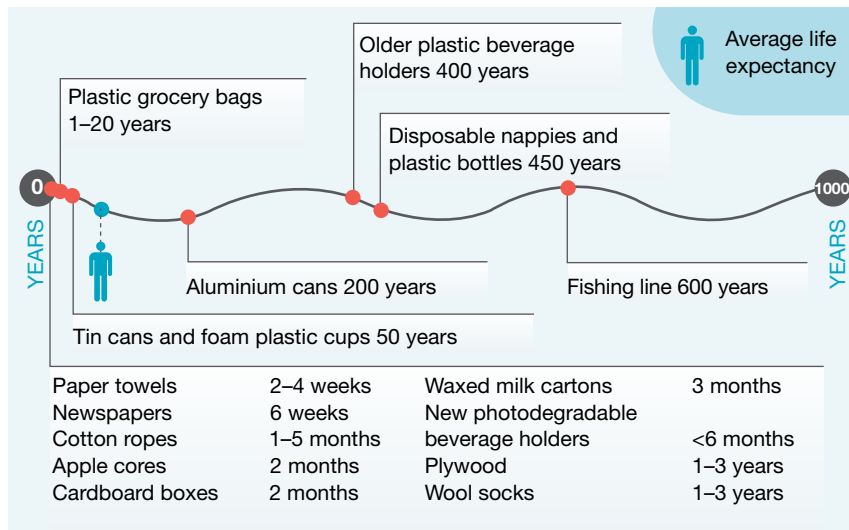 Older plastic beverage
holders 400 years
Average life
expectancy
Plastic grocery bags
1–20 years
Disposable nappies and
plastic bottles 450 years
0
1000
YEARS
YEARS
Aluminium cans 200 years
Fishing line 600 years
Tin cans and foam plastic cups 50 years
Paper towels 2–4 weeks
Newspapers 6 weeks
Cotton ropes 1–5 months
Apple cores 2 months
Cardboard boxes 2 months
Waxed milk cartons 3 months
New photodegradable
beverage holders <6 months
Plywood 1–3 years
Wool socks 1–3 years